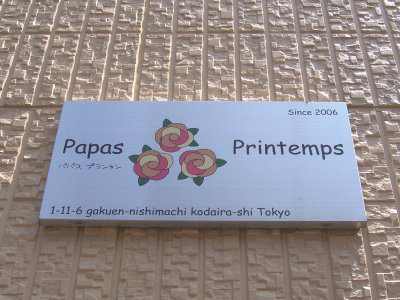 Since 2006
Papas Printemps
パパス プランタン
1-11-6 gakuen-nishimachi kodaira-shi Tokyo